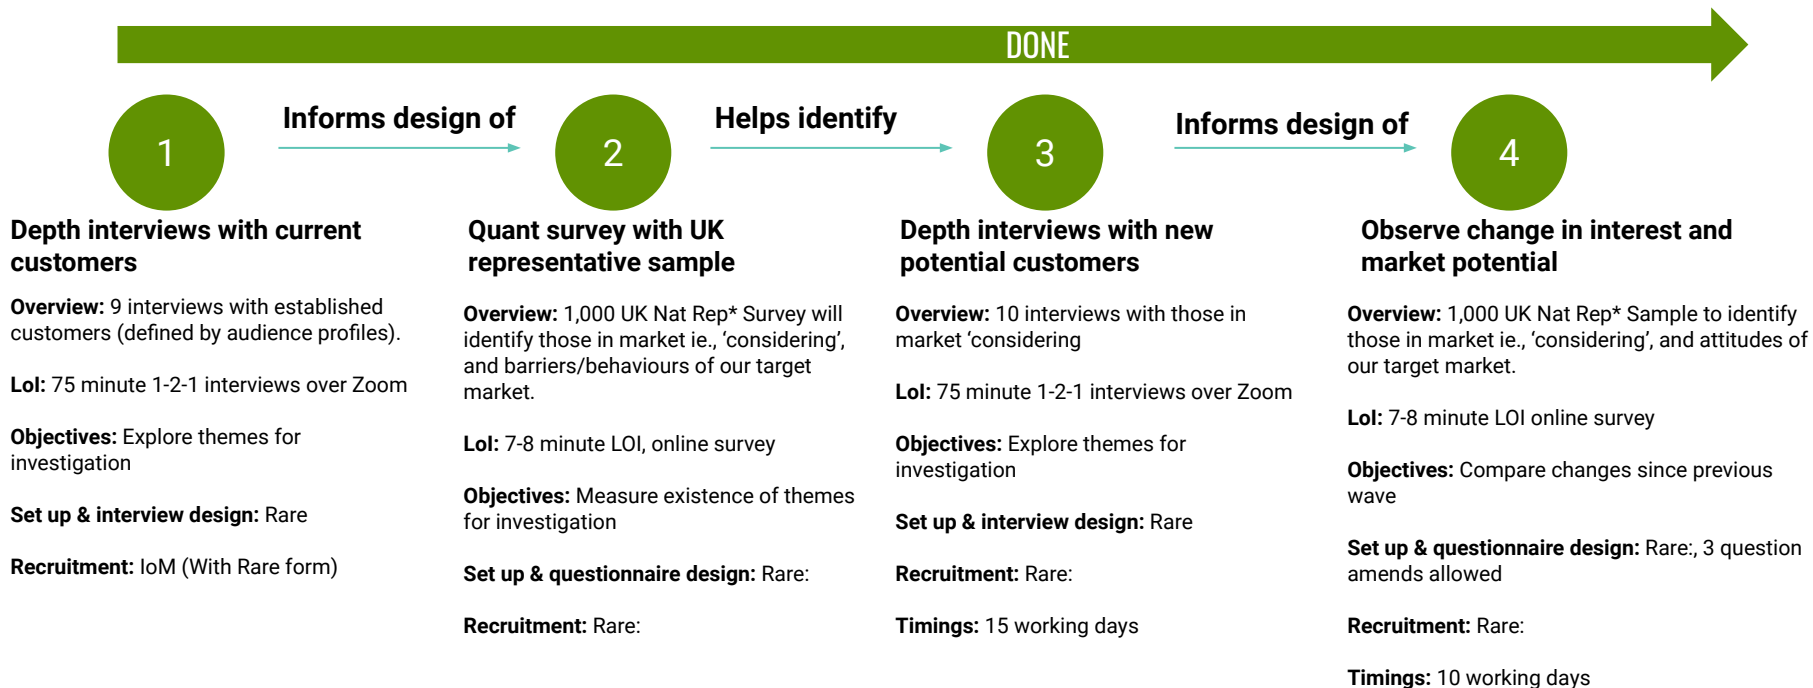 DONE
1
Informs design of
2
Helps identify
3
Informs design of
4
Depth interviews with current
customers
Overview: 9 interviews with established
customers (defined by audience profiles).
LoI: 75 minute 1-2-1 interviews over Zoom
Objectives: Explore themes for
investigation
Set up & interview design: Rare
Recruitment: IoM (With Rare form)
Quant survey with UK
representative sample
Overview: 1,000 UK Nat Rep* Survey will
identify those in market ie., ‘considering’,
and barriers/behaviours of our target
market.
LoI: 7-8 minute LOI, online survey
Objectives: Measure existence of themes
for investigation
Set up & questionnaire design: Rare:
Recruitment: Rare:
Depth interviews with new
potential customers
Overview: 10 interviews with those in
market ‘considering
LoI: 75 minute 1-2-1 interviews over Zoom
Objectives: Explore themes for
investigation
Set up & interview design: Rare
Recruitment: Rare:
Timings: 15 working days
Observe change in interest and
market potential
Overview: 1,000 UK Nat Rep* Sample to identify
those in market ie., ‘considering’, and attitudes of
our target market.
LoI: 7-8 minute LOI online survey
Objectives: Compare changes since previous
wave
Set up & questionnaire design: Rare:, 3 question
amends allowed
Recruitment: Rare:
Timings: 10 working days